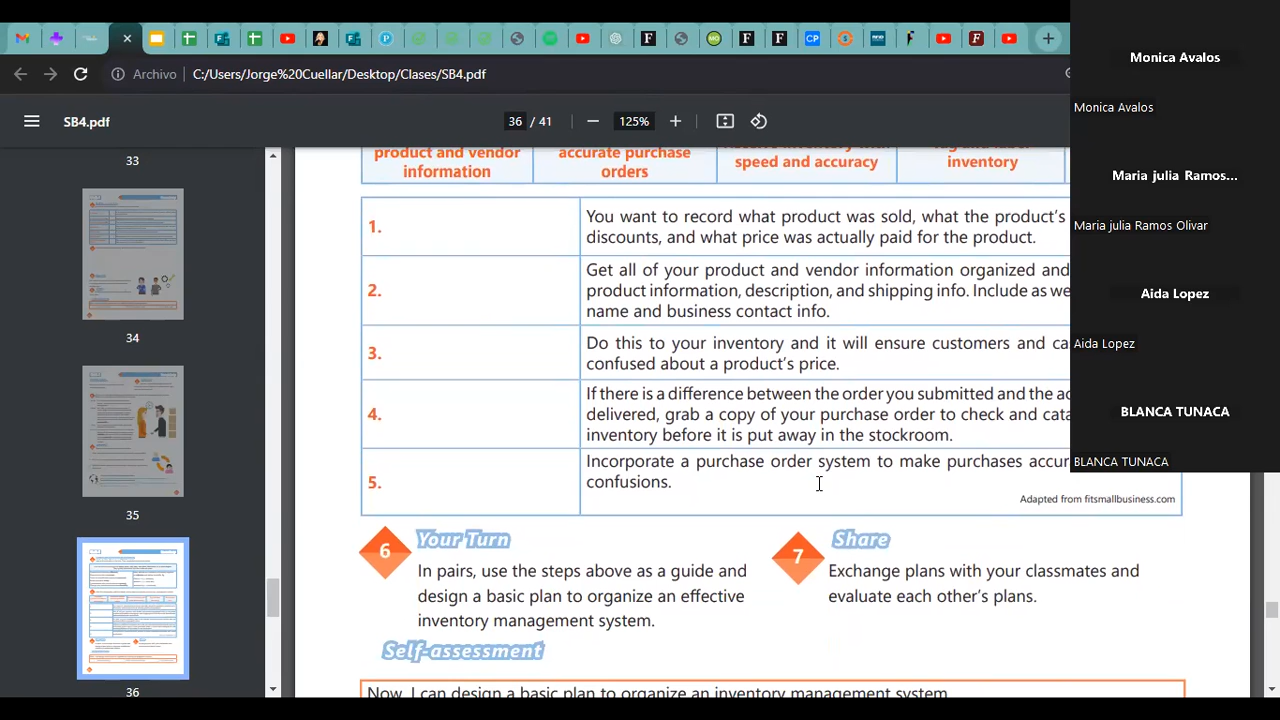 Archivo C:/Users/Jorge%20Cuellar/Desktop/Clases/SB4.pdf
SB4.pdf 36 / 41 125%
33
34
35
36
product and vendor information
accurate purchase orders
speed and accuracy
inventory
1. You want to record what product was sold, what the product's
discounts, and what price was actually paid for the product.
2. Get all of your product and vendor information organized and
product information, description, and shipping info. Include as we
name and business contact info.
3. Do this to your inventory and it will ensure customers and ca
confused about a product's price.
4. If there is a difference between the order you submitted and the ac
delivered, grab a copy of your purchase order to check and cata
inventory before it is put away in the stockroom.
5. Incorporate a purchase order system to make purchases accur
confusions.
Adapted from fitsmallbusiness.com
6 Your Turn
In pairs, use the steps above as a guide and
design a basic plan to organize an effective
inventory management system.
7 Share
Exchange plans with your classmates and
evaluate each other's plans.
Self-assessment
Now, I can design a basic plan to organize an inventory management system
Monica Avalos
Monica Avalos
Maria julia Ramos...
Maria julia Ramos Olivar
Aida Lopez
Aida Lopez
BLANCA TUNACA
BLANCA TUNACA